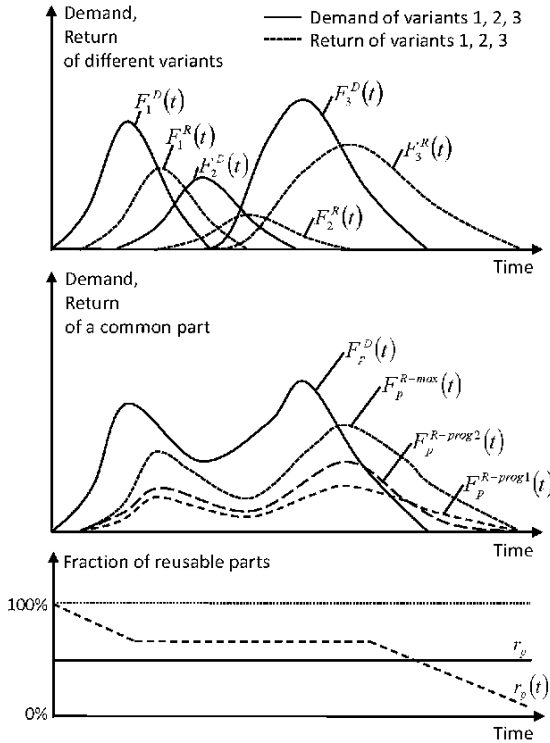 Demand,
Return
of different variants
Demand of variants 1, 2, 3
Return of variants 1, 2, 3
F₁ᴰ(t)
F₁ᴿ(t)
F₂ᴰ(t)
F₃ᴰ(t)
F₃ᴿ(t)
F₂ᴿ(t)
Time
Demand,
Return
of a common part
Fₚᴰ(t)
Fₚᴿ⁻ᵐᵃˣ(t)
Fₚᴿ⁻ᵖʳᵒᵍ²(t)
Fₚᴿ⁻ᵖʳᵒᵍ¹(t)
Time
Fraction of reusable parts
100%
rₚ
rₚ(t)
0%
Time